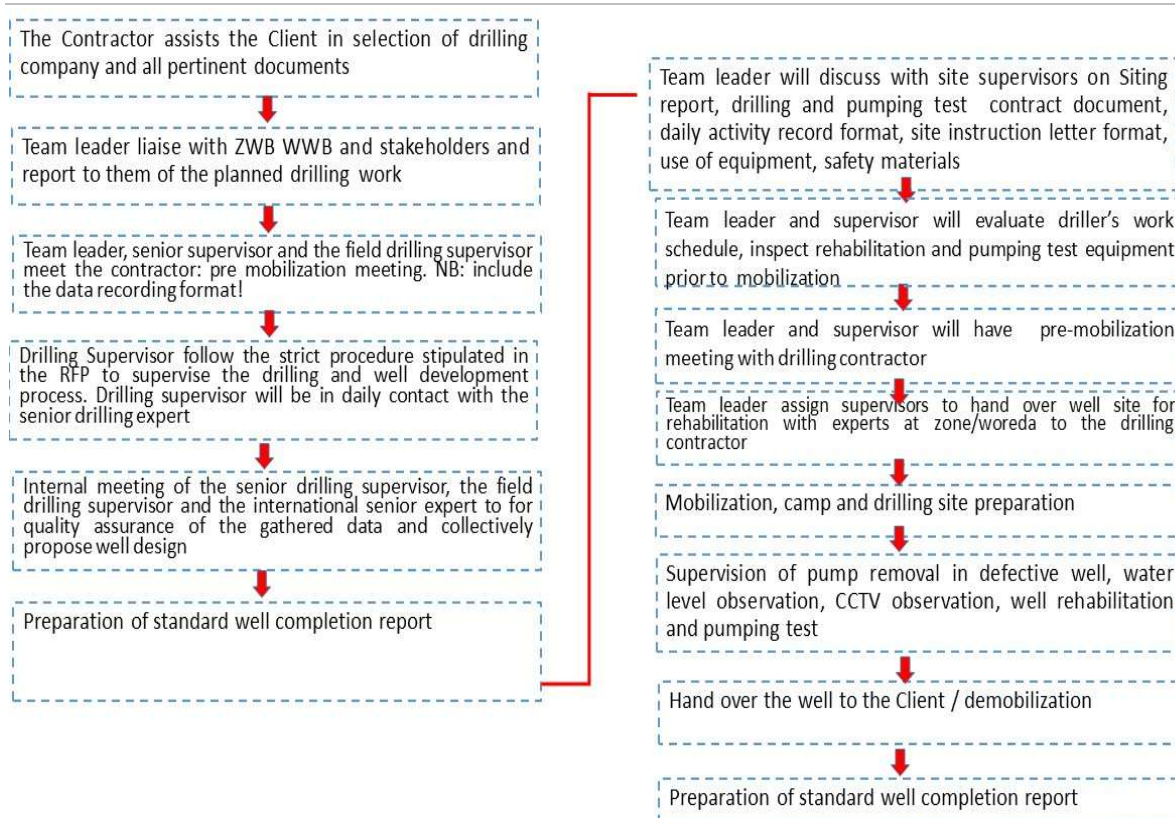 The Contractor assists the Client in selection of drilling
company and all pertinent documents
Team leader liaise with ZWB WWB and stakeholders and
report to them of the planned drilling work
Team leader, senior supervisor and the field drilling supervisor
meet the contractor: pre mobilization meeting. NB: include
the data recording format!
Drilling Supervisor follow the strict procedure stipulated in
the RFP to supervise the drilling and well development
process. Drilling supervisor will be in daily contact with the
senior drilling expert
Internal meeting of the senior drilling supervisor, the field
drilling supervisor and the international senior expert to for
quality assurance of the gathered data and collectively
propose well design
Preparation of standard well completion report
Team leader will discuss with site supervisors on Siting
report, drilling and pumping test contract document,
daily activity record format, site instruction letter format,
use of equipment, safety materials
Team leader and supervisor will evaluate driller's work
schedule, inspect rehabilitation and pumping test equipment
prior to mobilization
Team leader and supervisor will have pre-mobilization
meeting with drilling contractor
Team leader assign supervisors to hand over well site for
rehabilitation with experts at zone/woreda to the drilling
contractor
Mobilization, camp and drilling site preparation
Supervision of pump removal in defective well, water
level observation, CCTV observation, well rehabilitation
and pumping test
Hand over the well to the Client / demobilization
Preparation of standard well completion report